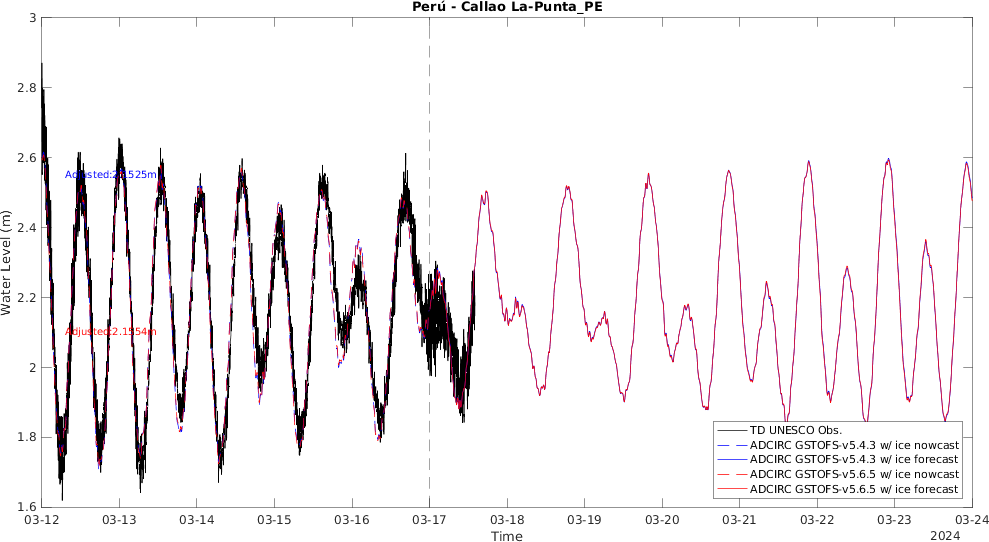 Perú - Callao La-Punta_PE
3
2.8
2.6
2.4
2.2
2
1.8
1.6
Water Level (m)
Adjusted:2.1554m
TD UNESCO Obs.
ADCIRC GSTOFS-v5.4.3 w/ ice nowcast
ADCIRC GSTOFS-v5.4.3 w/ ice forecast
ADCIRC GSTOFS-v5.6.5 w/ ice nowcast
ADCIRC GSTOFS-v5.6.5 w/ ice forecast
03-12 03-13 03-14 03-15 03-16 03-17 03-18 03-19 03-20 03-21 03-22 03-23 03-24
Time
2024